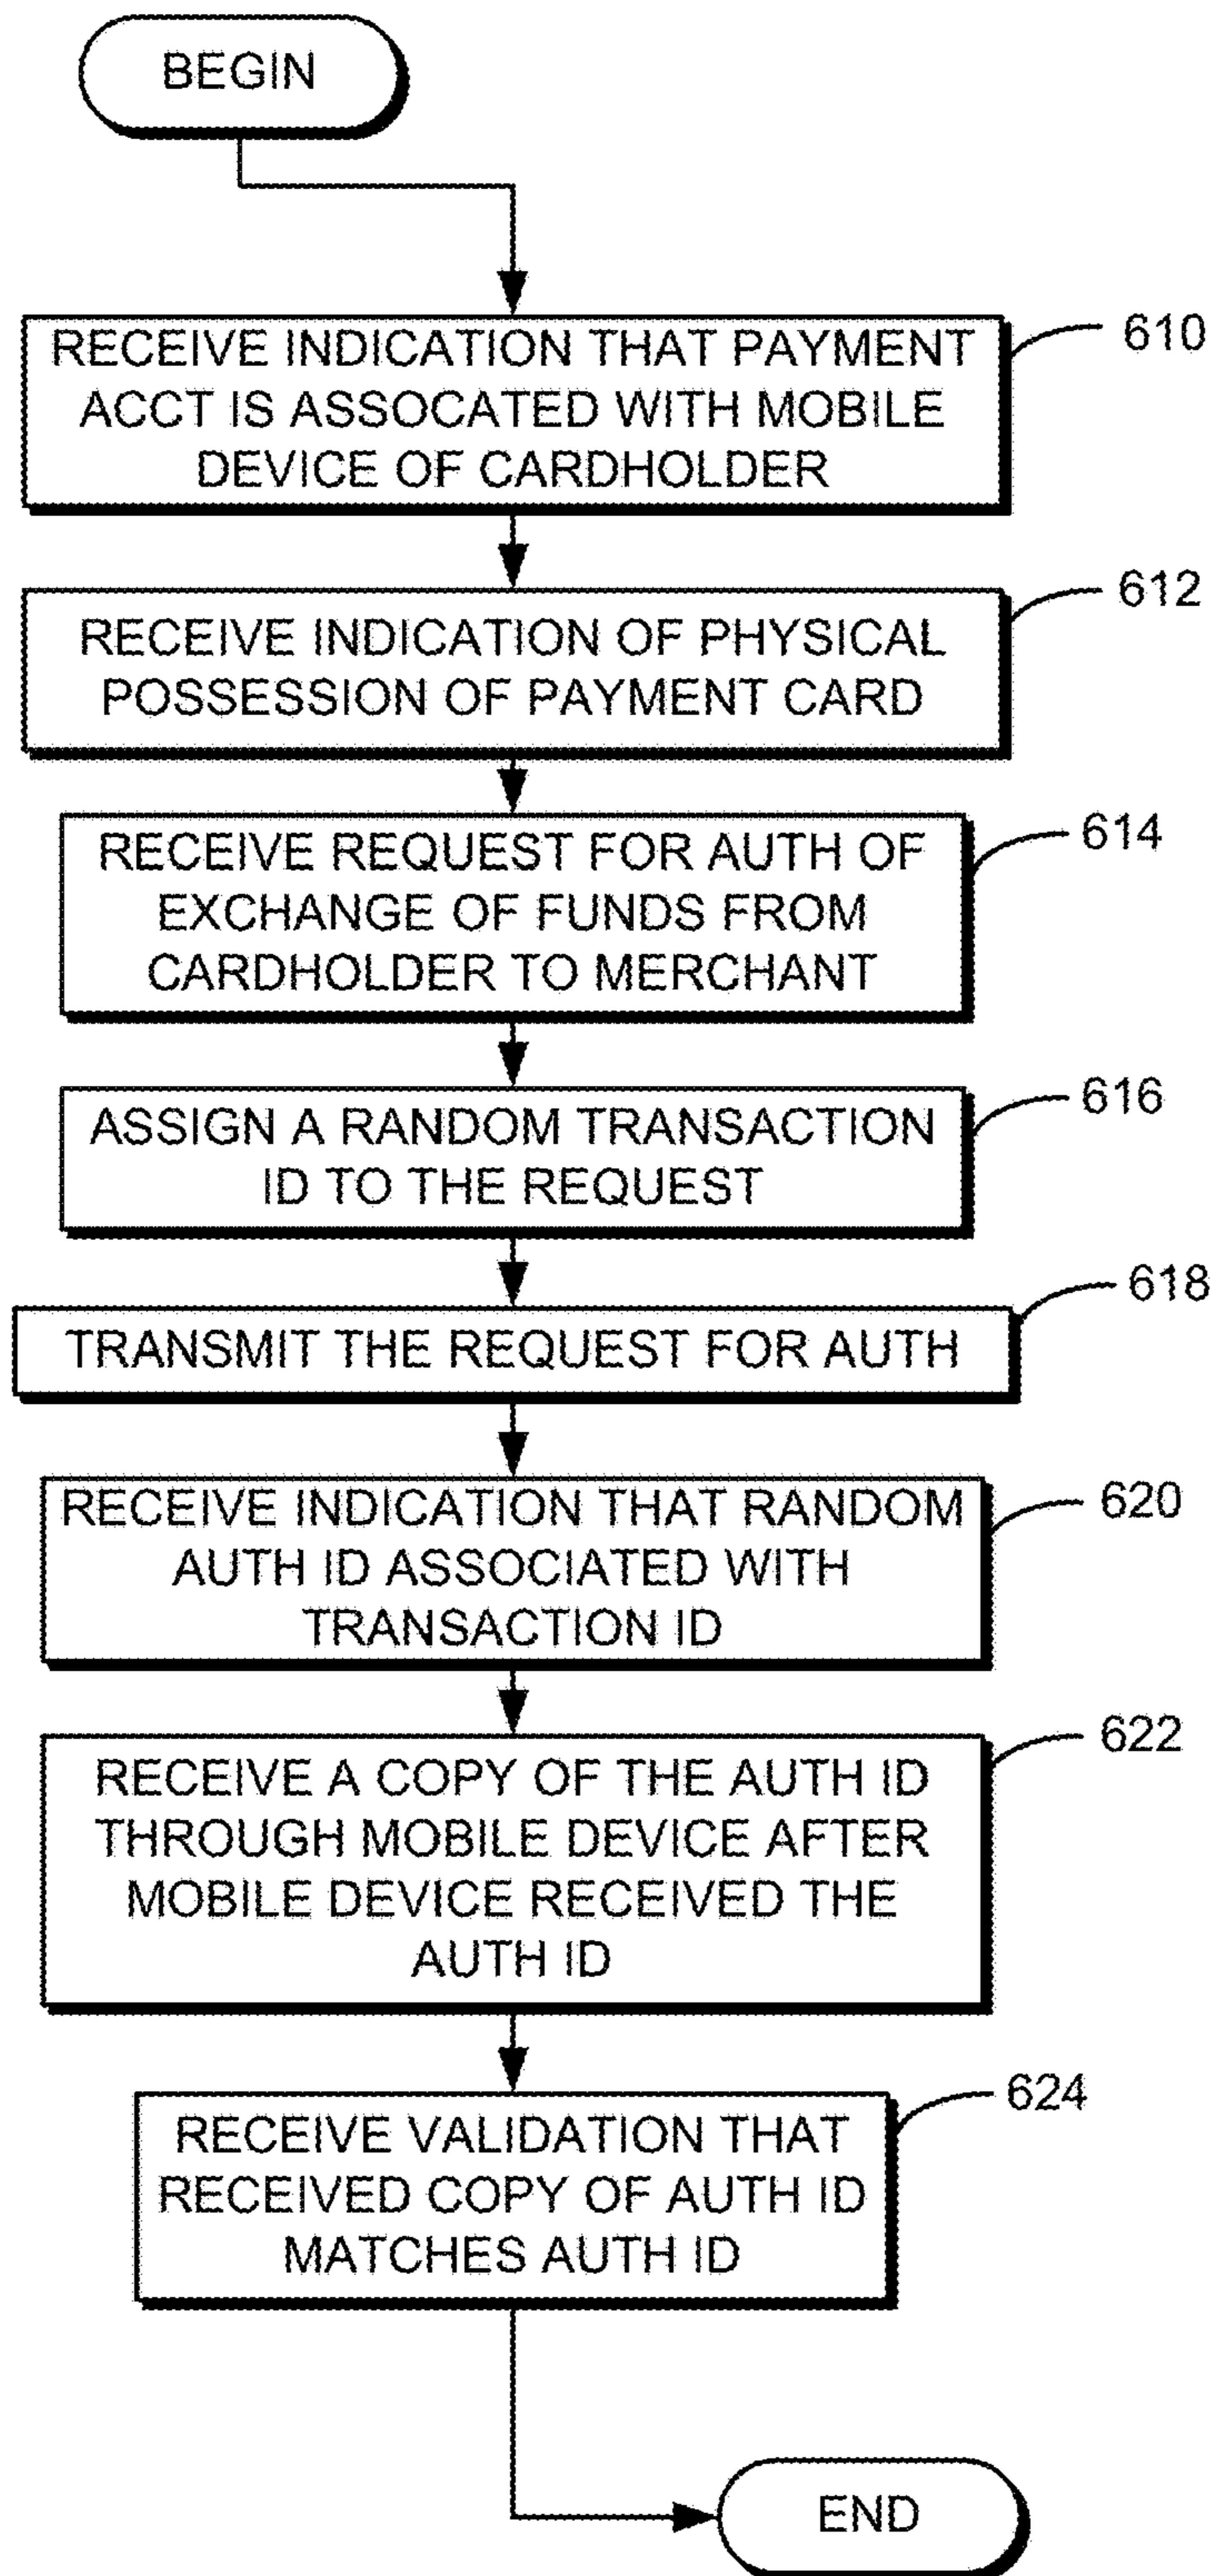 BEGIN
RECEIVE INDICATION THAT PAYMENT
ACCT IS ASSOCATED WITH MOBILE
DEVICE OF CARDHOLDER
610
RECEIVE INDICATION OF PHYSICAL
POSSESSION OF PAYMENT CARD
612
RECEIVE REQUEST FOR AUTH OF
EXCHANGE OF FUNDS FROM
CARDHOLDER TO MERCHANT
614
ASSIGN A RANDOM TRANSACTION
ID TO THE REQUEST
616
TRANSMIT THE REQUEST FOR AUTH
618
RECEIVE INDICATION THAT RANDOM
AUTH ID ASSOCIATED WITH
TRANSACTION ID
620
RECEIVE A COPY OF THE AUTH ID
THROUGH MOBILE DEVICE AFTER
MOBILE DEVICE RECEIVED THE
AUTH ID
622
RECEIVE VALIDATION THAT
RECEIVED COPY OF AUTH ID
MATCHES AUTH ID
624
END